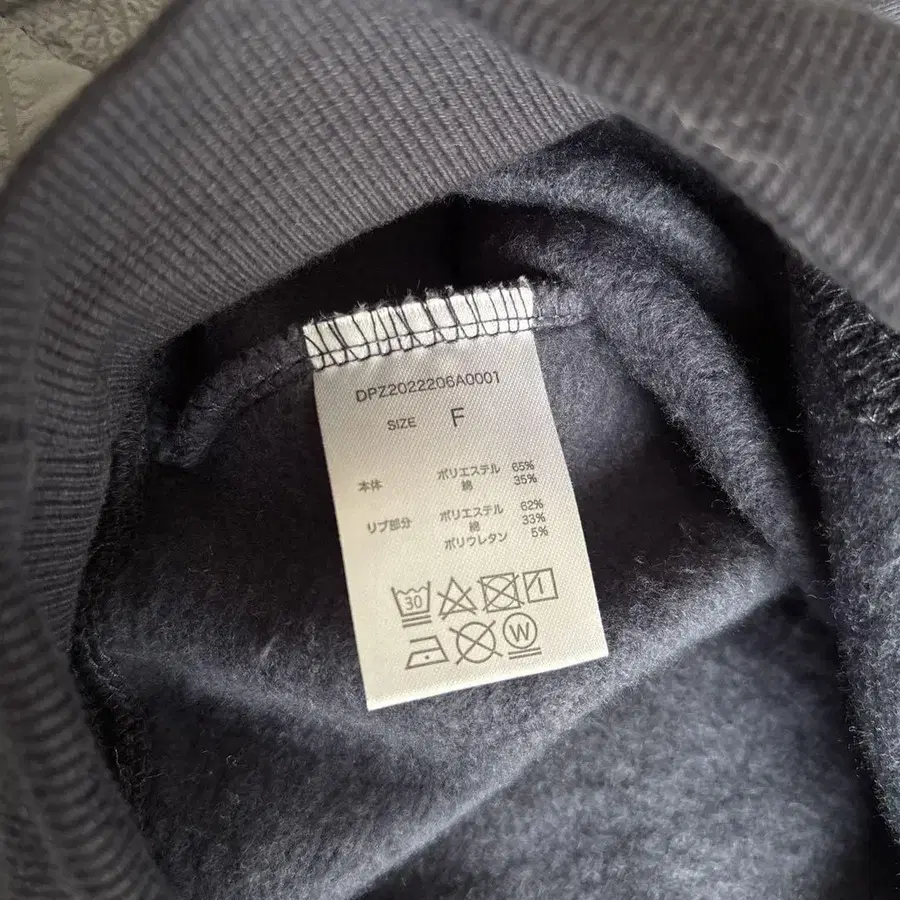 DPZ2022206A0001
SIZE F
本体 ポリエステル 65%
綿 35%
リブ部分 ポリエステル 62%
綿 33%
ポリウレタン 5%
30
W